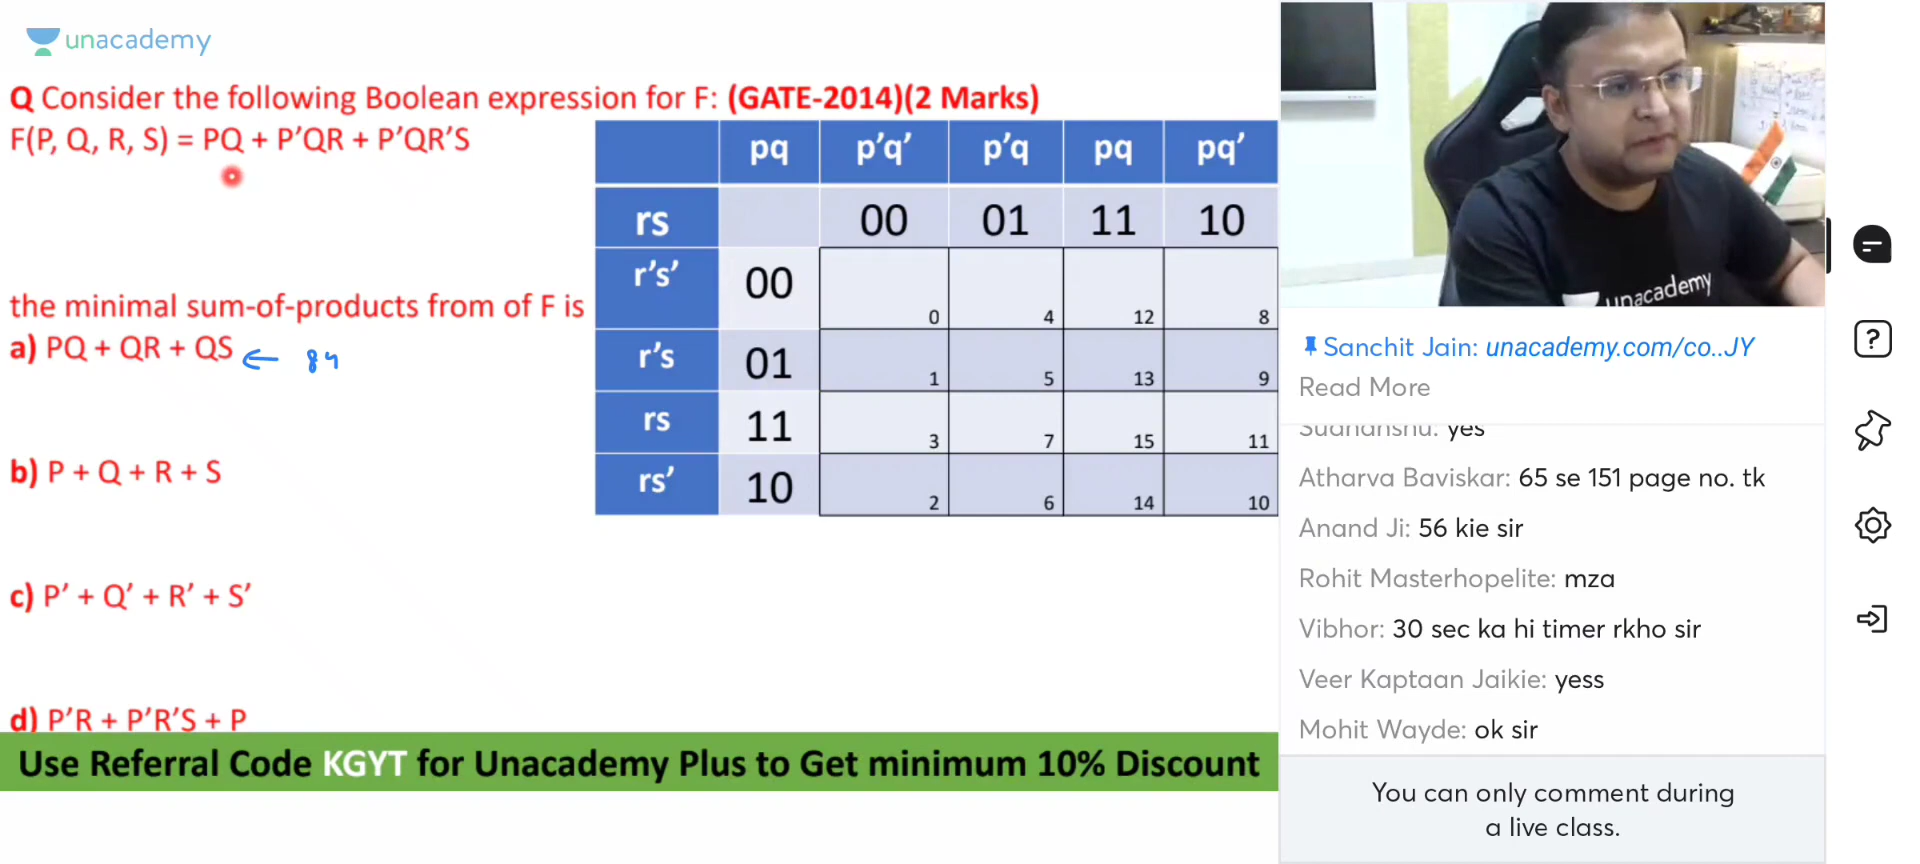 unacademy
Q Consider the following Boolean expression for F: (GATE-2014)(2 Marks)
F(P, Q, R, S) = PQ + P’QR + P’QR’S
the minimal sum-of-products from of F is
a) PQ + QR + QS ← 84
b) P + Q + R + S
c) P’ + Q’ + R’ + S’
d) P’R + P’R’S + P
pq p’q’ p’q pq pq’
rs 00 01 11 10
r’s’ 00 0 4 12 8
r’s 01 1 5 13 9
rs 11 3 7 15 11
rs’ 10 2 6 14 10
Use Referral Code KGYT for Unacademy Plus to Get minimum 10% Discount
unacademy
Sanchit Jain: unacademy.com/co..JY
Read More
Sudhanshu: yes
Atharva Baviskar: 65 se 151 page no. tk
Anand Ji: 56 kie sir
Rohit Masterhopelite: mza
Vibhor: 30 sec ka hi timer rkho sir
Veer Kaptaan Jaikie: yess
Mohit Wayde: ok sir
You can only comment during
a live class.
?